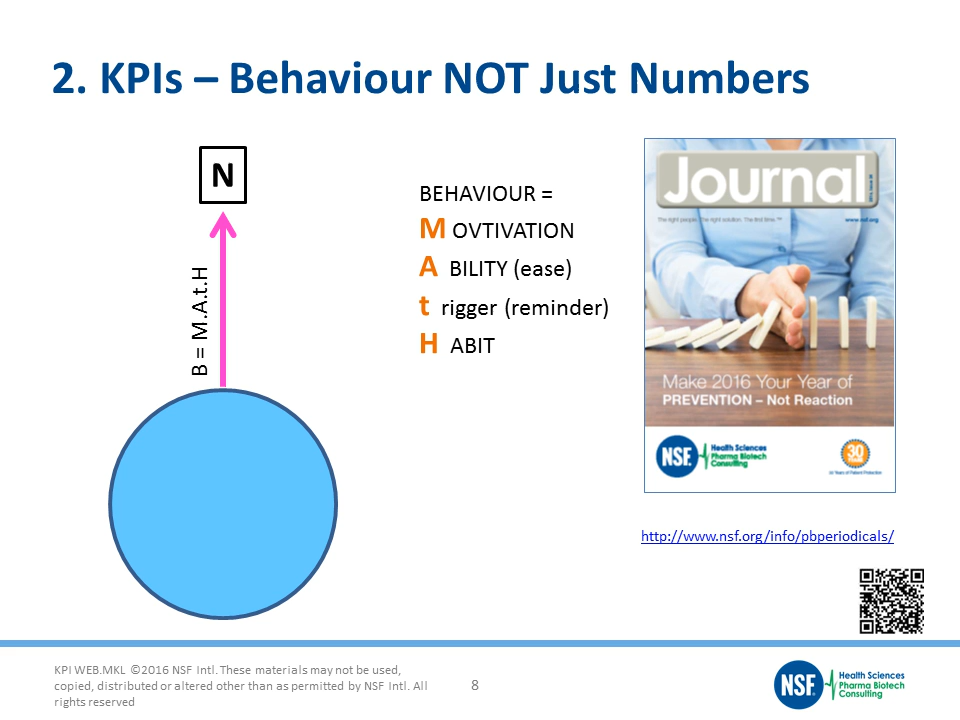 2. KPIs – Behaviour NOT Just Numbers
N
B = M.A.t.H
BEHAVIOUR =
M OVTIVATION
A BILITY (ease)
t rigger (reminder)
H ABIT
Journal
The right people. The right solution. The first time.™
www.nsf.org
Make 2016 Your Year of
PREVENTION – Not Reaction
NSF
Health Sciences
Pharma Biotech
Consulting
30
http://www.nsf.org/info/pbperiodicals/
KPI WEB.MKL ©2016 NSF Intl. These materials may not be used,
copied, distributed or altered other than as permitted by NSF Intl. All
rights reserved
8
NSF
Health Sciences
Pharma Biotech
Consulting